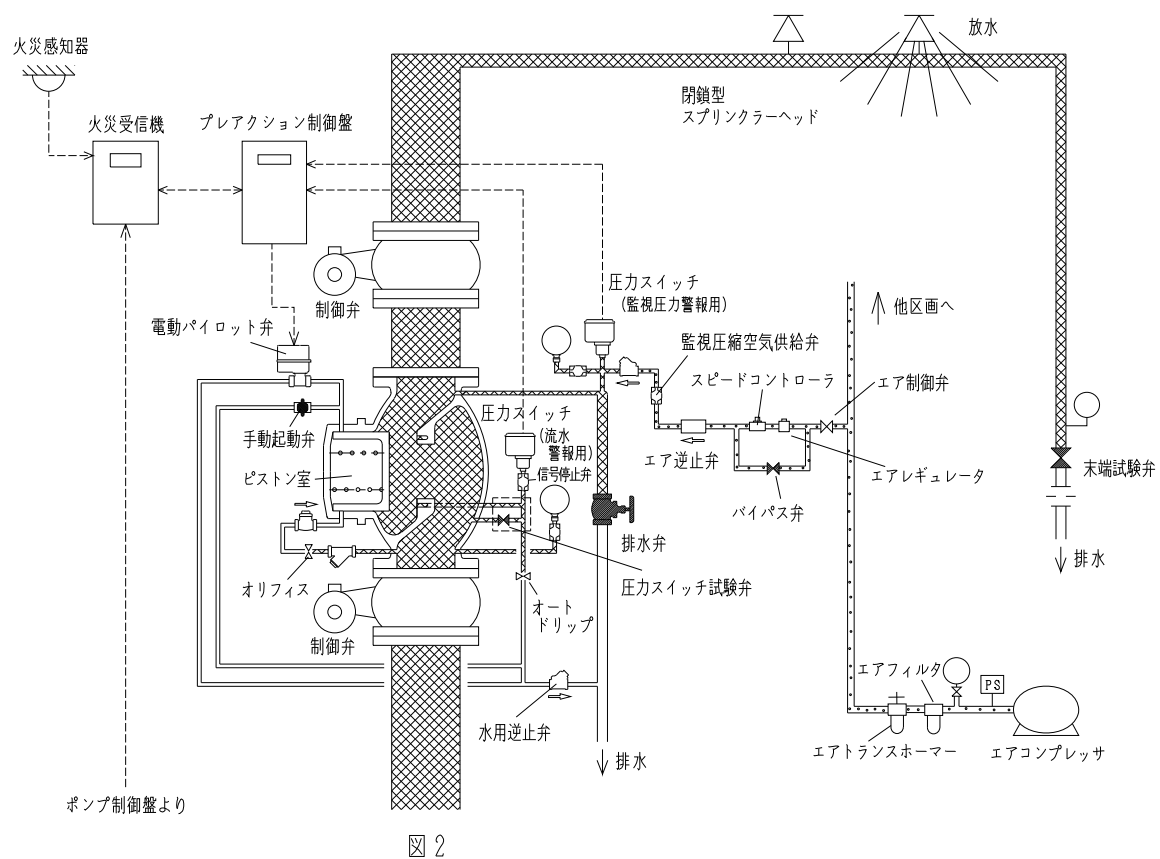 火災感知器
火災受信機
プレアクション制御盤
放水
閉鎖型
スプリンクラーヘッド
制御弁
電動パイロット弁
手動起動弁
ピストン室
オリフィス
制御弁
圧力スイッチ
(監視圧力警報用)
圧力スイッチ
(流水
警報用)
信号停止弁
監視圧縮空気供給弁
スピードコントローラ
エア制御弁
他区画へ
エア逆止弁
エアレギュレータ
バイパス弁
末端試験弁
排水
排水弁
圧力スイッチ試験弁
オート
ドリップ
水用逆止弁
排水
エアフィルタ
PS
エアトランスホーマー
エアコンプレッサ
ポンプ制御盤より
図2